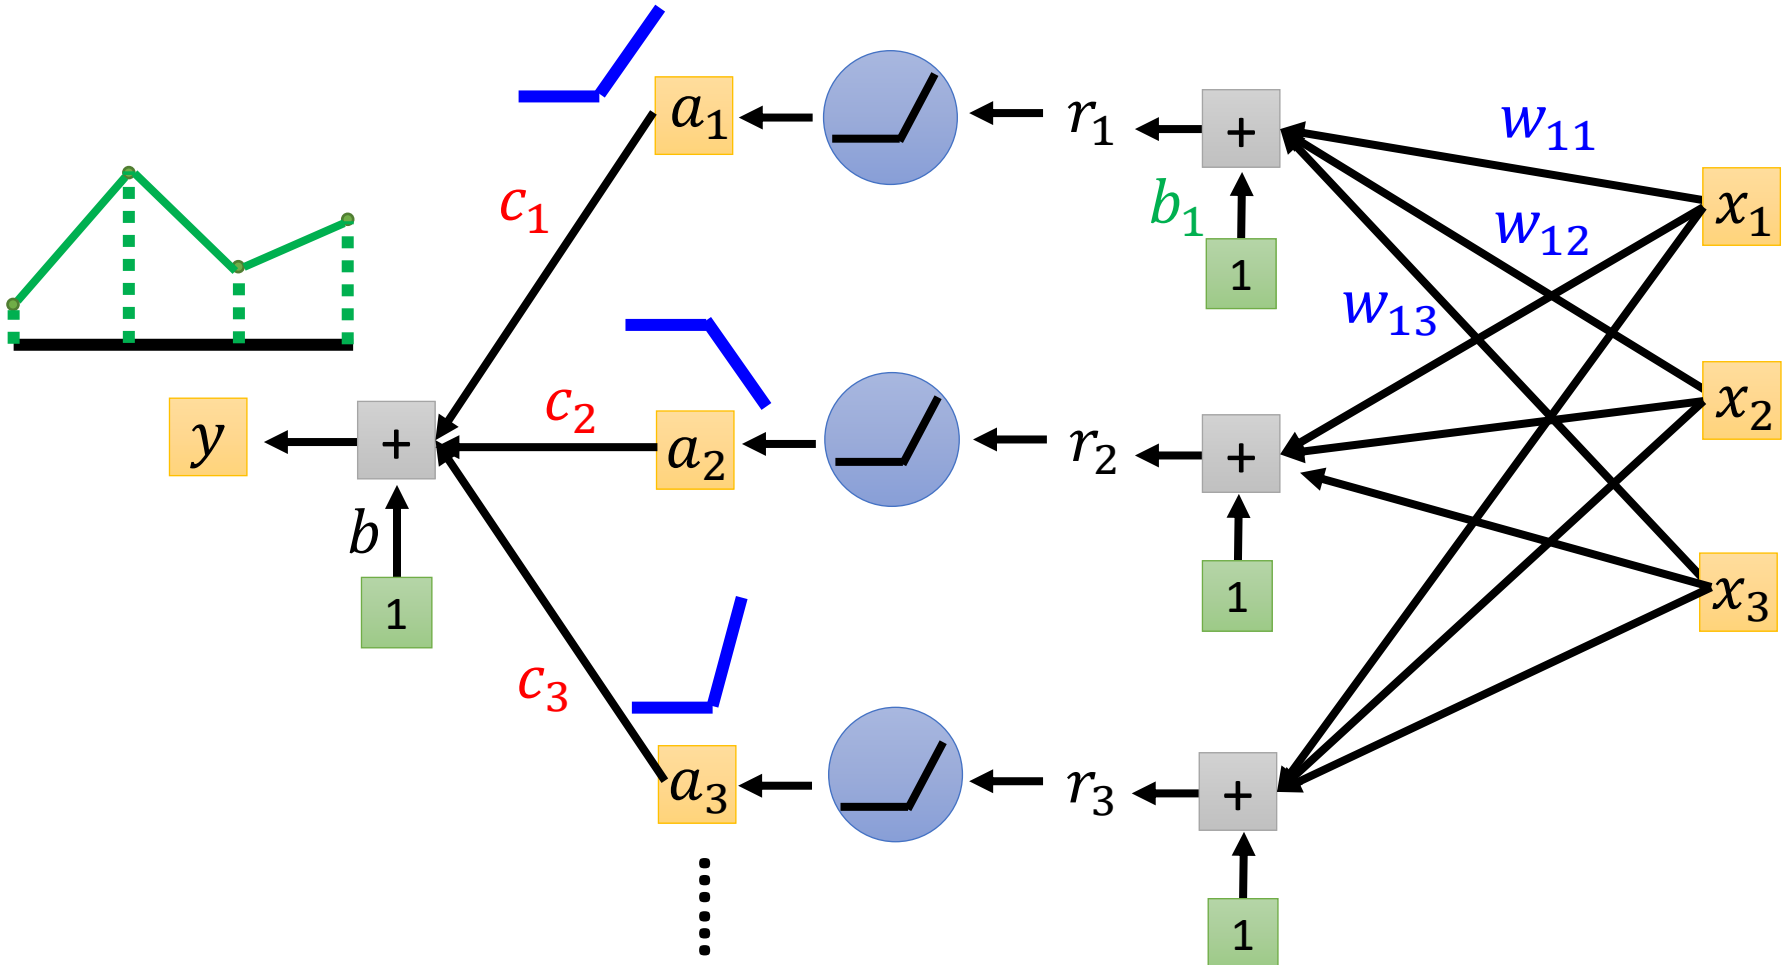 a₁
r₁
+
w₁₁
c₁
b₁
x₁
w₁₂
1
w₁₃
y
+
c₂
a₂
r₂
+
x₂
b
1
1
x₃
c₃
a₃
r₃
+
1